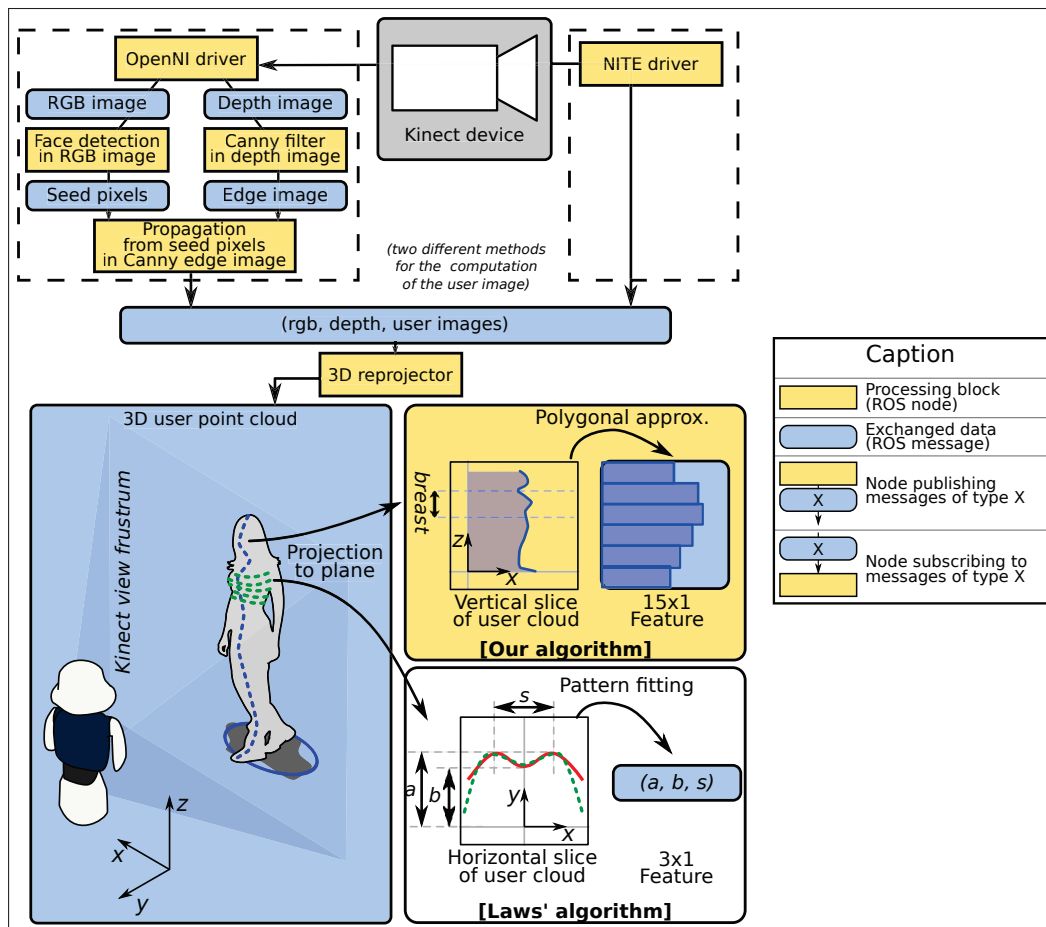 OpenNI driver
NITE driver
RGB image
Depth image
Kinect device
Face detection
in RGB image
Canny filter
in depth image
Seed pixels
Edge image
Propagation
from seed pixels
in Canny edge image
(two different methods
for the computation
of the user image)
(rgb, depth, user images)
3D reprojector
Caption
Processing block
(ROS node)
Exchanged data
(ROS message)
Node publishing
messages of type X
X
X
Node subscribing to
messages of type X
3D user point cloud
Kinect view frustrum
Projection
to plane
z
x
y
Polygonal approx.
breast
z
x
Vertical slice
of user cloud
15x1
Feature
[Our algorithm]
Pattern fitting
s
a
b
y
x
(a, b, s)
Horizontal slice
of user cloud
3x1
Feature
[Laws' algorithm]